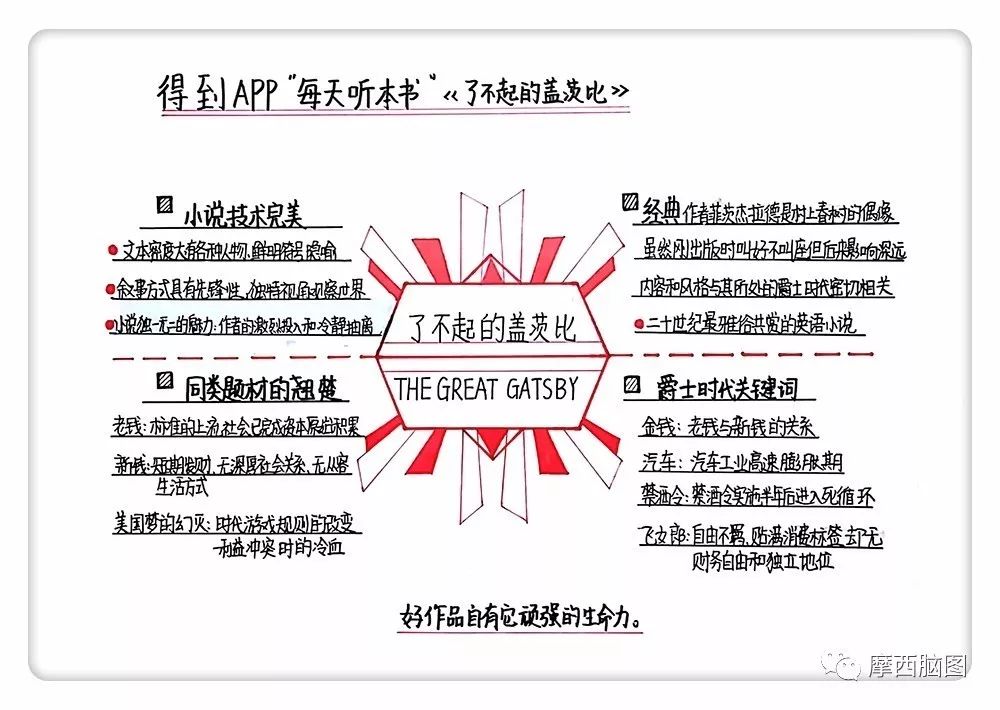 得到APP“每天听本书”《了不起的盖茨比》
小说技术完美
文本密度大有各种人物、鲜明符号、意象
叙事方式具有先锋性,独特视角观察世界
小说独一无二的魅力:作者的激烈投入和冷静抽离
经典 作者菲茨杰拉德是村上春树的偶像
虽然刚出版时叫好不叫座但后来影响深远
内容和风格与其所处的爵士时代密切相关
二十世纪最雅俗共赏的英语小说
了不起的盖茨比
THE GREAT GATSBY
同类题材的翘楚
老钱:标准的上流社会已完成资本原始积累
新钱:短期发财,无深厚社会关系,无从容
生活方式
美国梦的幻灭:时代游戏规则的改变
利益冲突时的冷血
爵士时代关键词
金钱:老钱与新钱的关系
汽车:汽车工业高速膨胀期
禁酒令:禁酒令实施半年后进入死循环
飞女郎:自由不羁,贴满消费标签却无
财务自由和独立地位
好作品自有它顽强的生命力。
摩西脑图